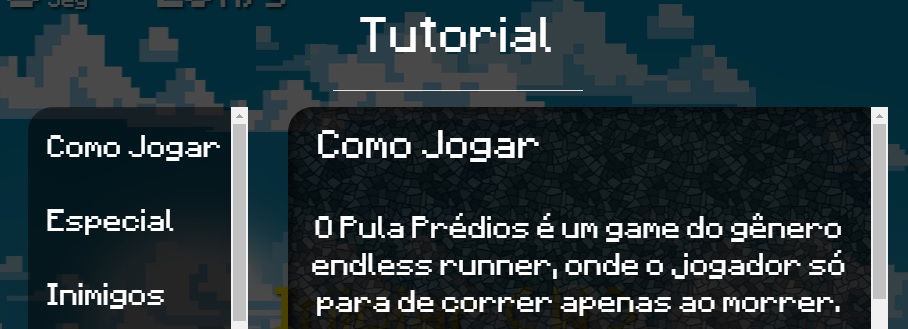 Tutorial
Como Jogar
Especial
Inimigos
Como Jogar
O Pula Prédios é um game do gênero
endless runner, onde o jogador só
para de correr apenas ao morrer.